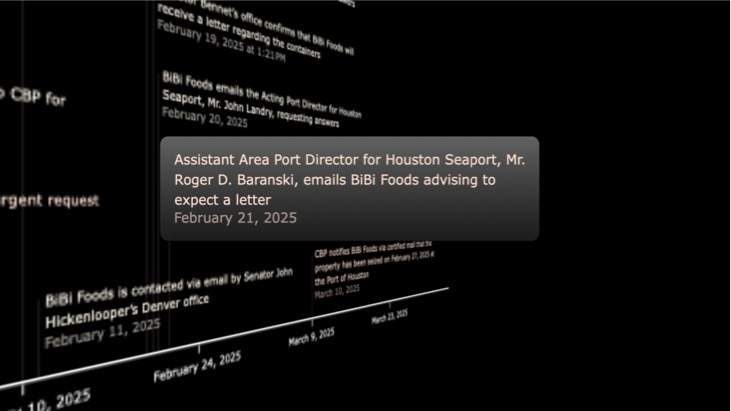 Bennet's office confirms that BiBi Foods will
receive a letter regarding the containers
February 19, 2025 at 1:21PM
BiBi Foods emails the Acting Port Director for Houston
Seaport, Mr. John Landry, requesting answers
February 20, 2025
CBP for
urgent request
Assistant Area Port Director for Houston Seaport, Mr.
Roger D. Baranski, emails BiBi Foods advising to
expect a letter
February 21, 2025
CBP notifies BiBi Foods via certified mail that the
property has been seized on February 27, 2025 at
the Port of Houston
March 10, 2025
BiBi Foods is contacted via email by Senator John
Hickenlooper's Denver office
February 11, 2025
10, 2025
February 24, 2025
March 9, 2025
March 23, 2025